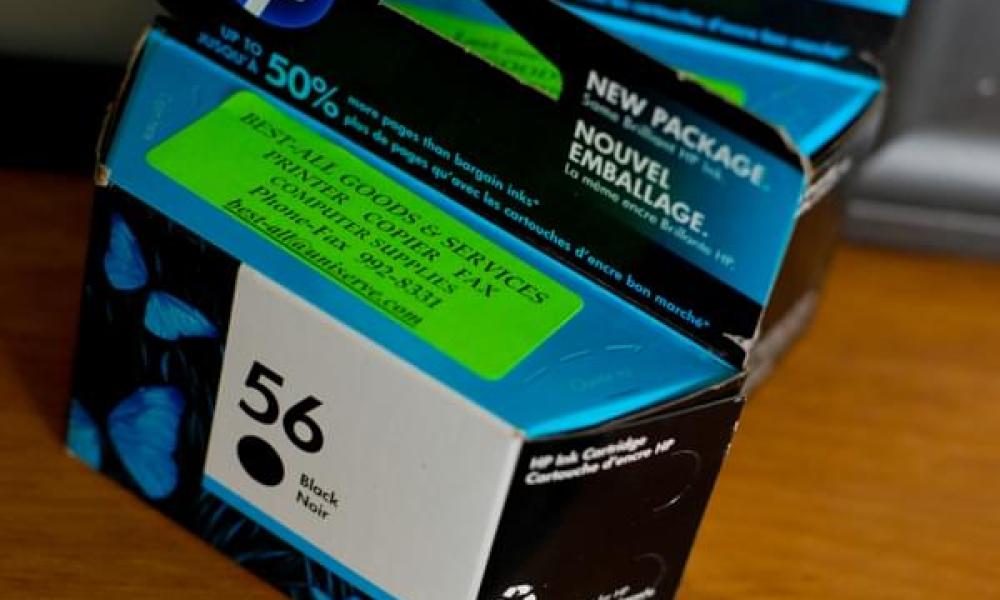 UP TO
JUSQU'À
50%
more pages than bargain inks*
plus de pages qu'avec les cartouches d'encre bon marché*
NEW PACKAGE.
Same Brilliant HP Ink.
NOUVEL
EMBALLAGE.
La même encre Brillante HP.
BEST-ALL GOODS & SERVICES
PRINTER COPIER FAX
COMPUTER SUPPLIES
Phone-Fax 992-8331
best-all@uniserve.com
56
Black
Noir
HP Ink Cartridge
Cartouche d'encre HP